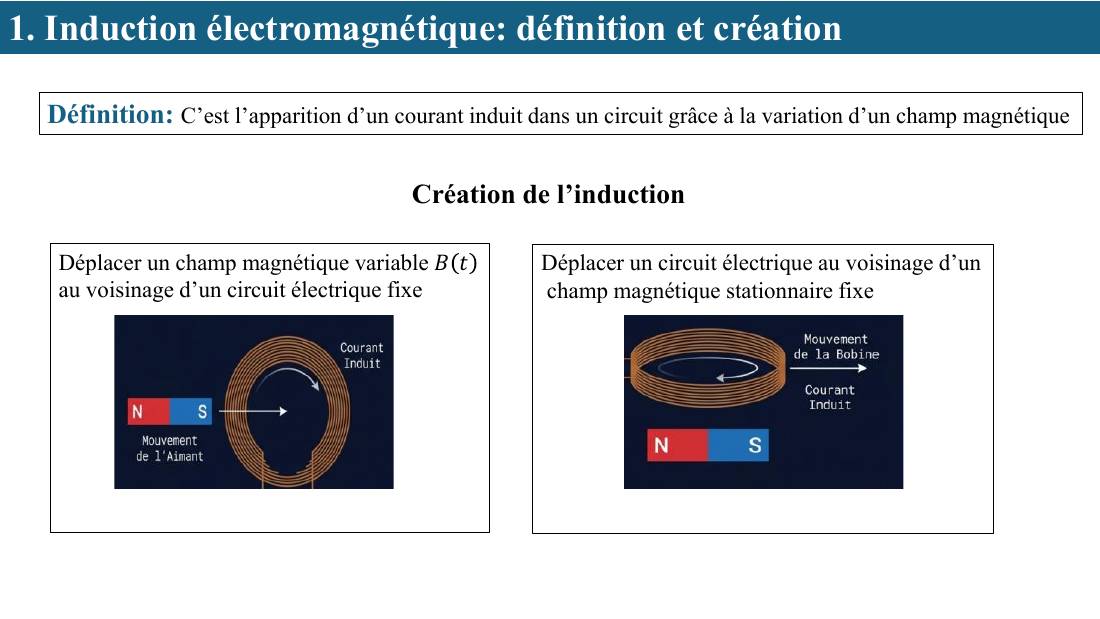 1. Induction électromagnétique: définition et création
Définition: C’est l’apparition d’un courant induit dans un circuit grâce à la variation d’un champ magnétique
Création de l’induction
Déplacer un champ magnétique variable B(t)
au voisinage d’un circuit électrique fixe
Courant
Induit
N S
Mouvement
de l'Aimant
Déplacer un circuit électrique au voisinage d’un
champ magnétique stationnaire fixe
Mouvement
de la Bobine
Courant
Induit
N S